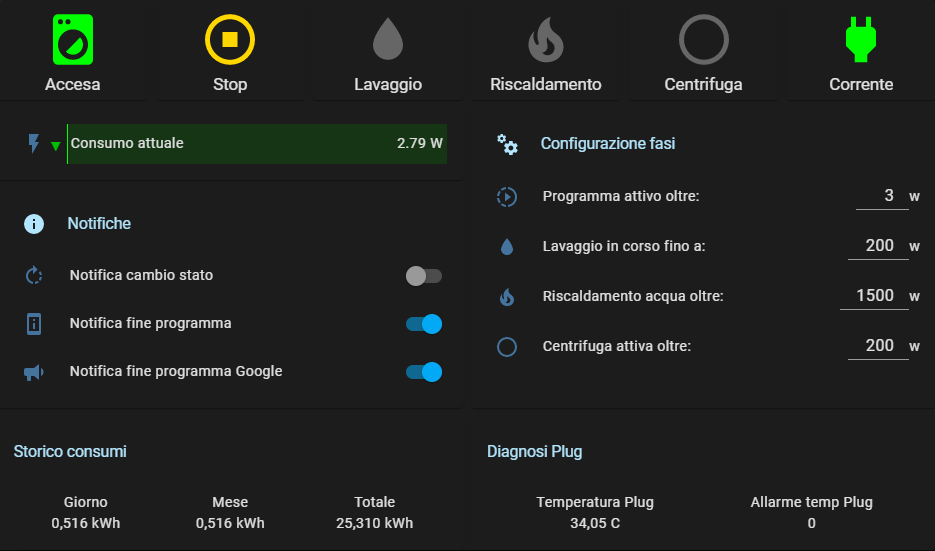 Accesa Stop Lavaggio Riscaldamento Centrifuga Corrente
Consumo attuale 2.79 W
Notifiche
Notifica cambio stato
Notifica fine programma
Notifica fine programma Google
Configurazione fasi
Programma attivo oltre: 3 w
Lavaggio in corso fino a: 200 w
Riscaldamento acqua oltre: 1500 w
Centrifuga attiva oltre: 200 w
Storico consumi
Giorno Mese Totale
0,516 kWh 0,516 kWh 25,310 kWh
Diagnosi Plug
Temperatura Plug Allarme temp Plug
34,05 C 0